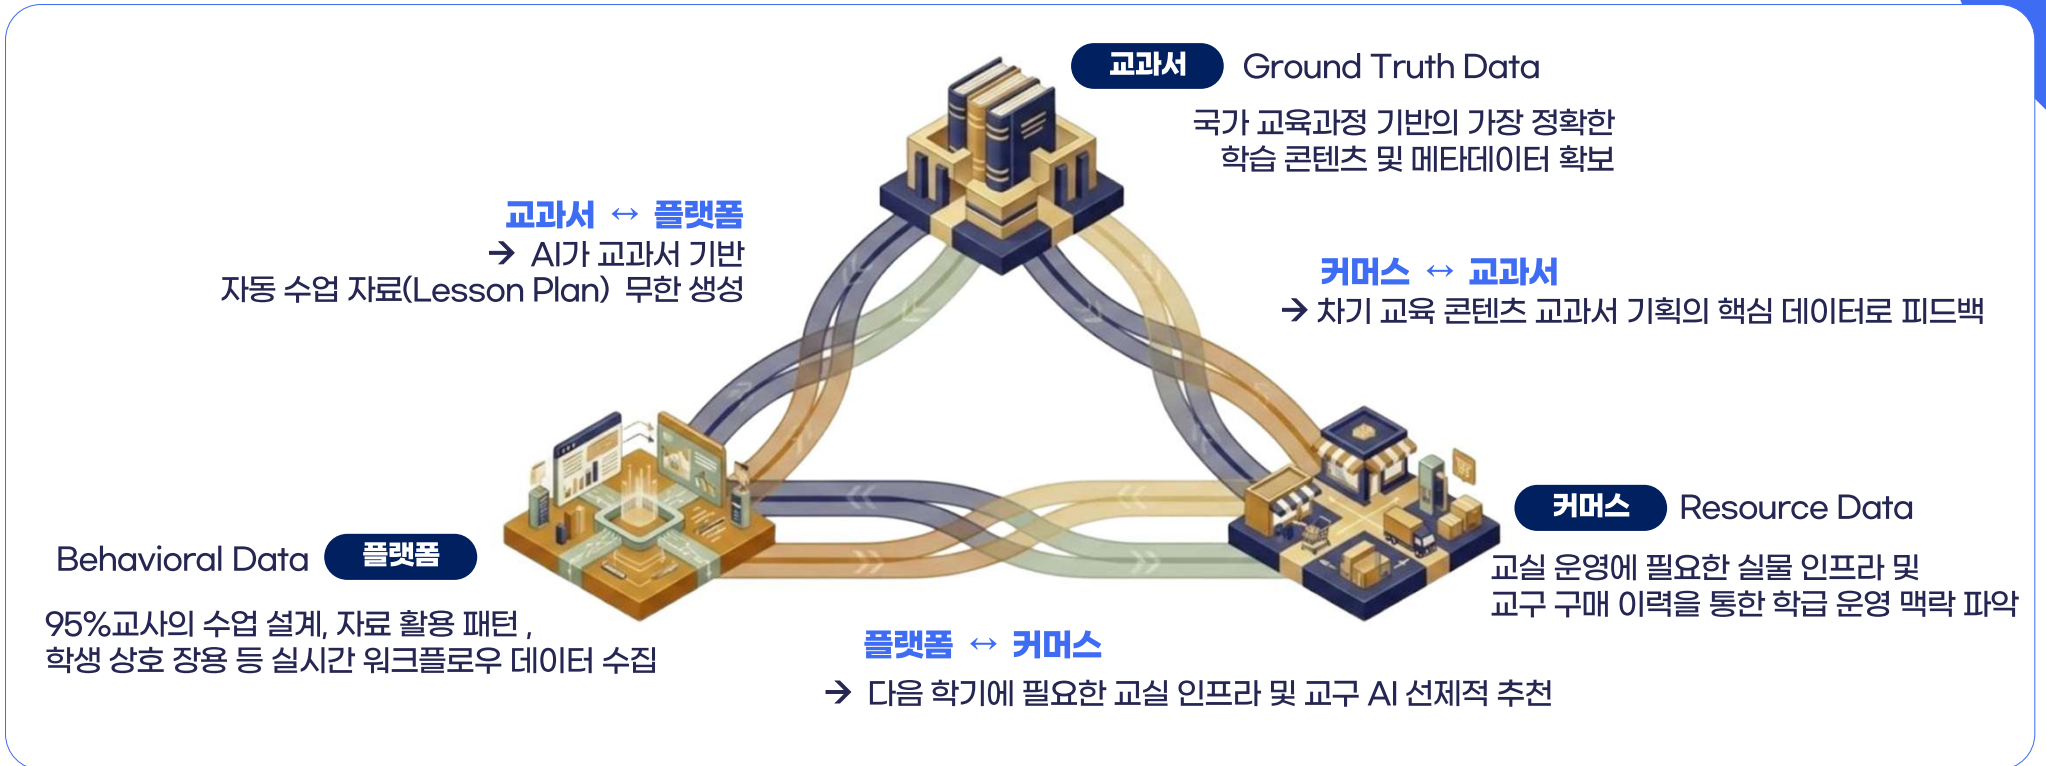 교과서 Ground Truth Data
국가 교육과정 기반의 가장 정확한
학습 콘텐츠 및 메타데이터 확보
교과서 ↔ 플랫폼
→ AI가 교과서 기반
자동 수업 자료(Lesson Plan) 무한 생성
커머스 ↔ 교과서
→ 차기 교육 콘텐츠 교과서 기획의 핵심 데이터로 피드백
Behavioral Data 플랫폼
95%교사의 수업 설계, 자료 활용 패턴 ,
학생 상호 장용 등 실시간 워크플로우 데이터 수집
커머스 Resource Data
교실 운영에 필요한 실물 인프라 및
교구 구매 이력을 통한 학급 운영 맥락 파악
플랫폼 ↔ 커머스
→ 다음 학기에 필요한 교실 인프라 및 교구 AI 선제적 추천